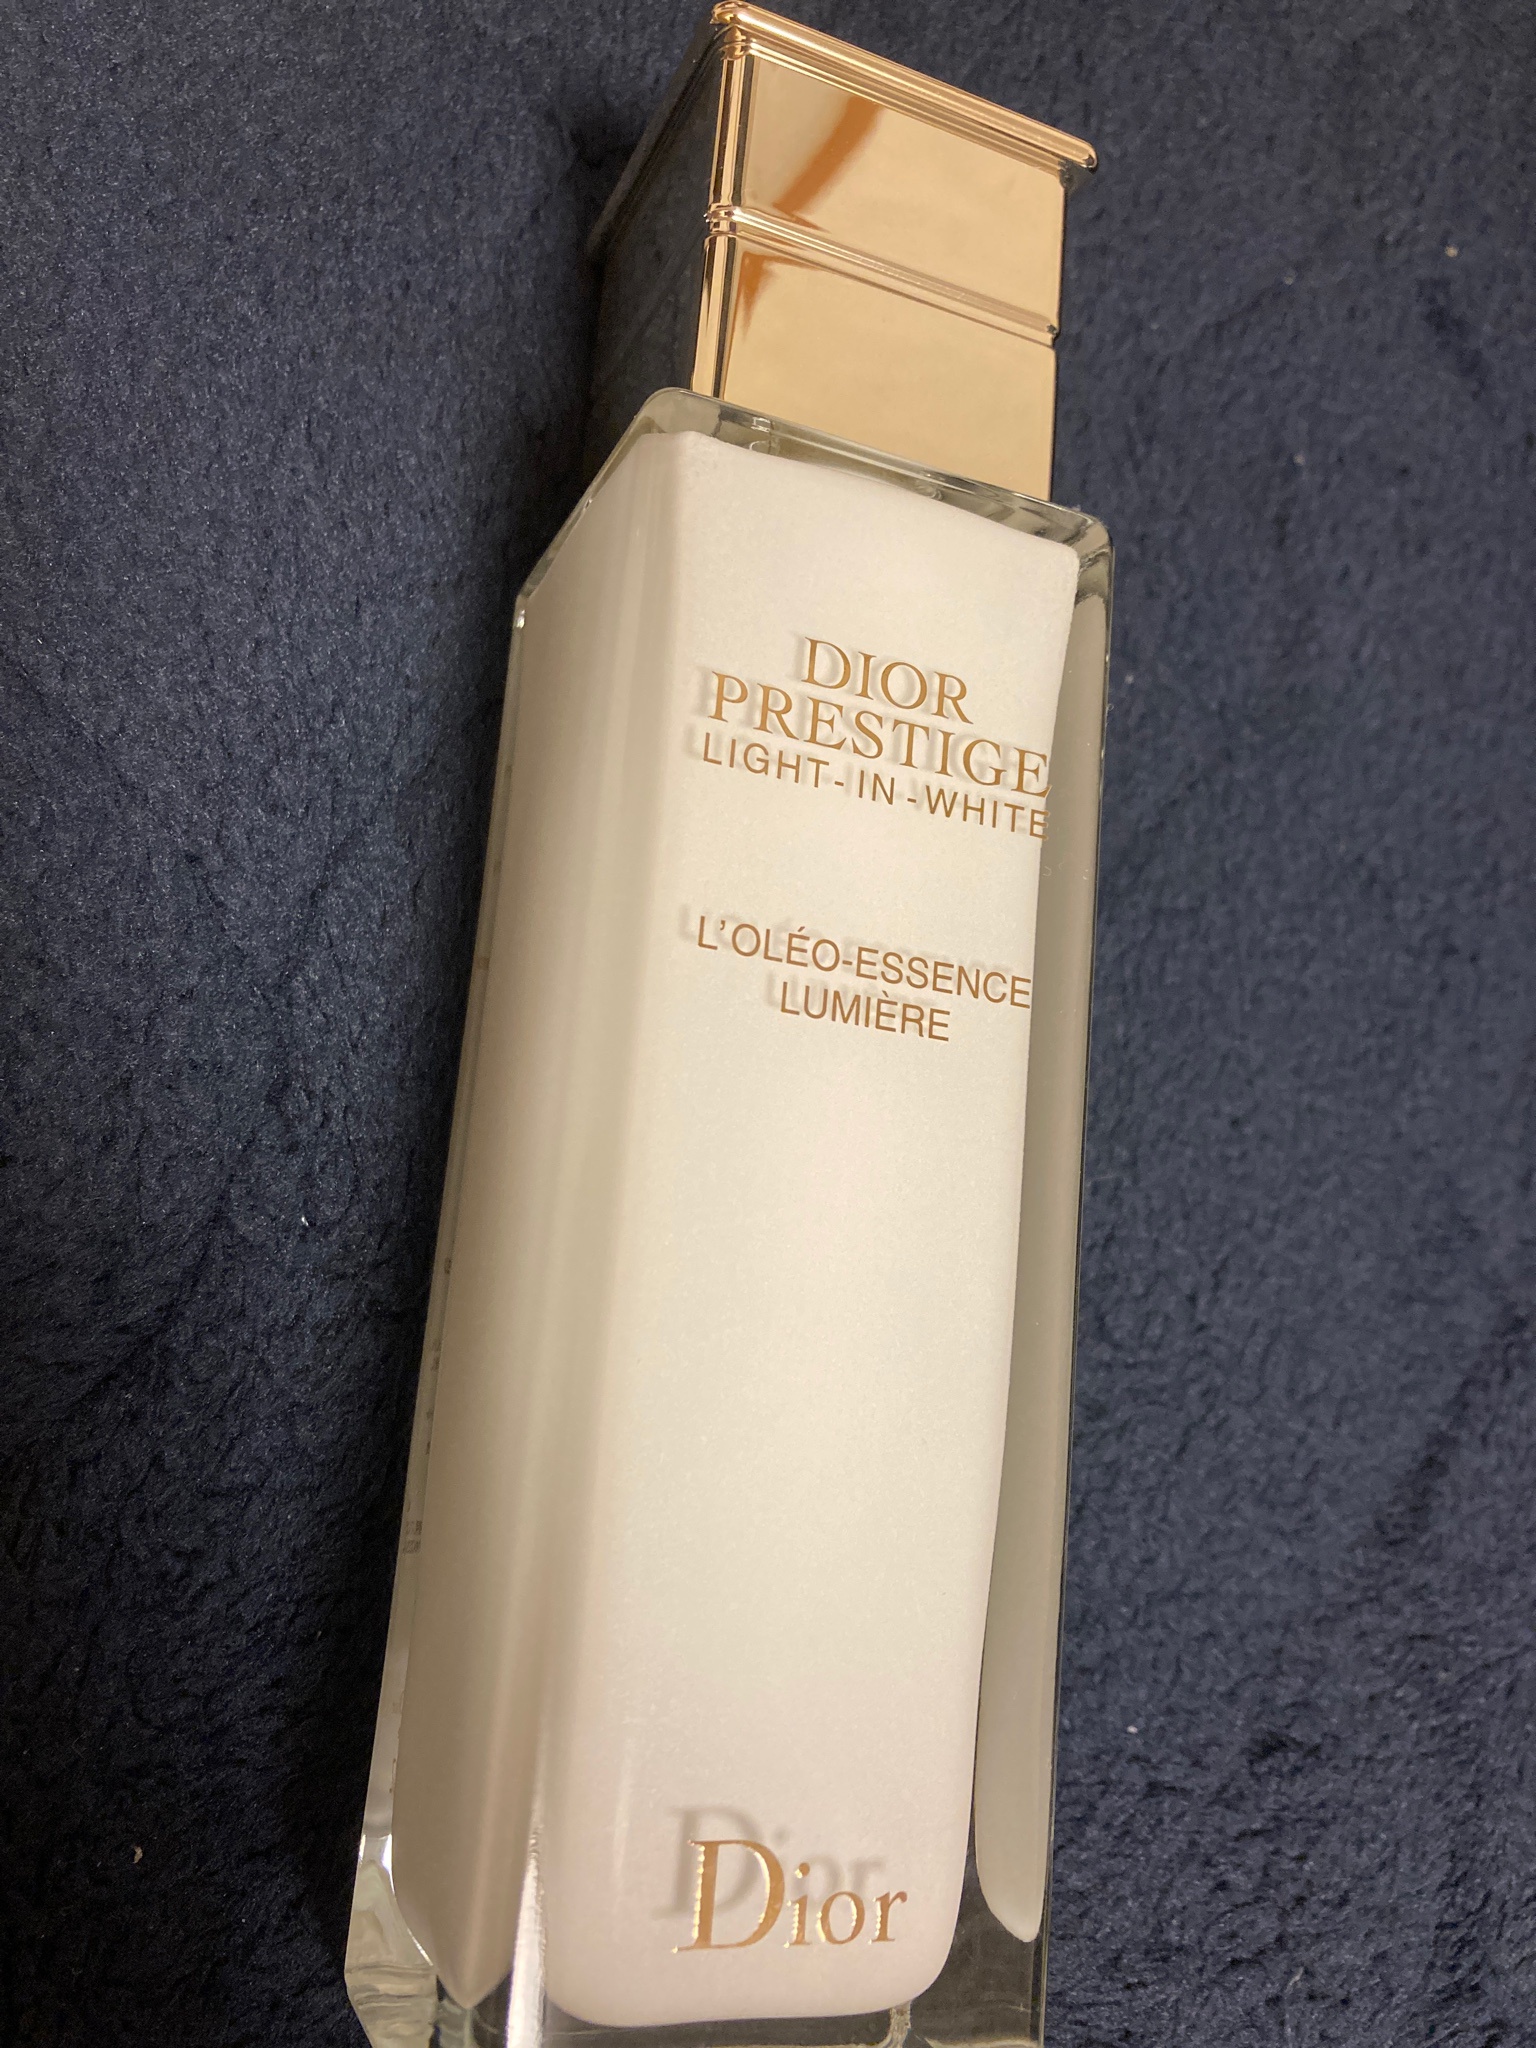 DIOR
PRESTIGE
LIGHT-IN-WHITE
L'OLÉO-ESSENCE
LUMIÈRE
Dior